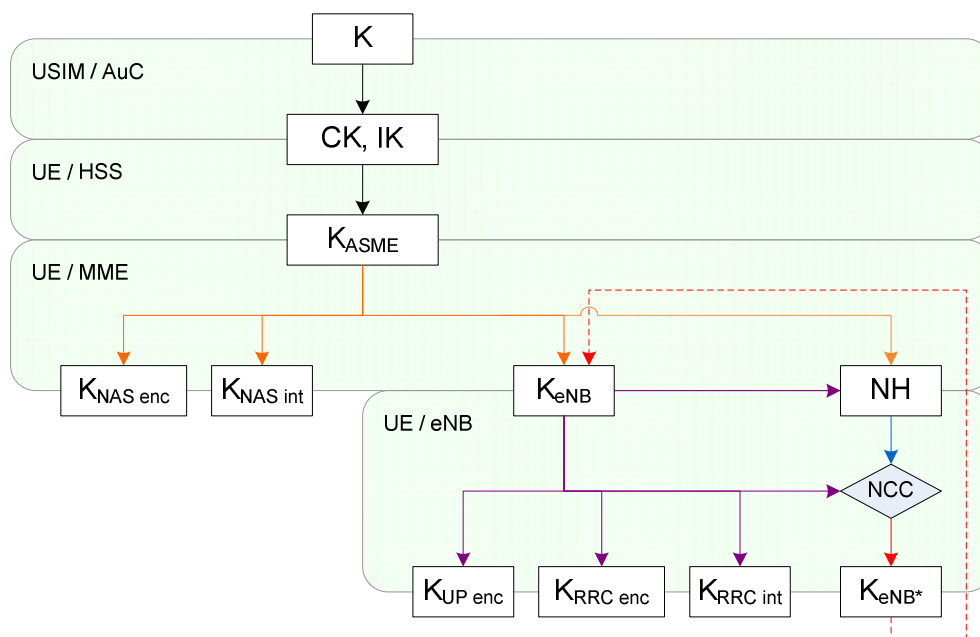 K
USIM / AuC
CK, IK
UE / HSS
KASME
UE / MME
KNAS enc
KNAS int
KeNB
NH
UE / eNB
NCC
KUP enc
KRRC enc
KRRC int
KeNB*